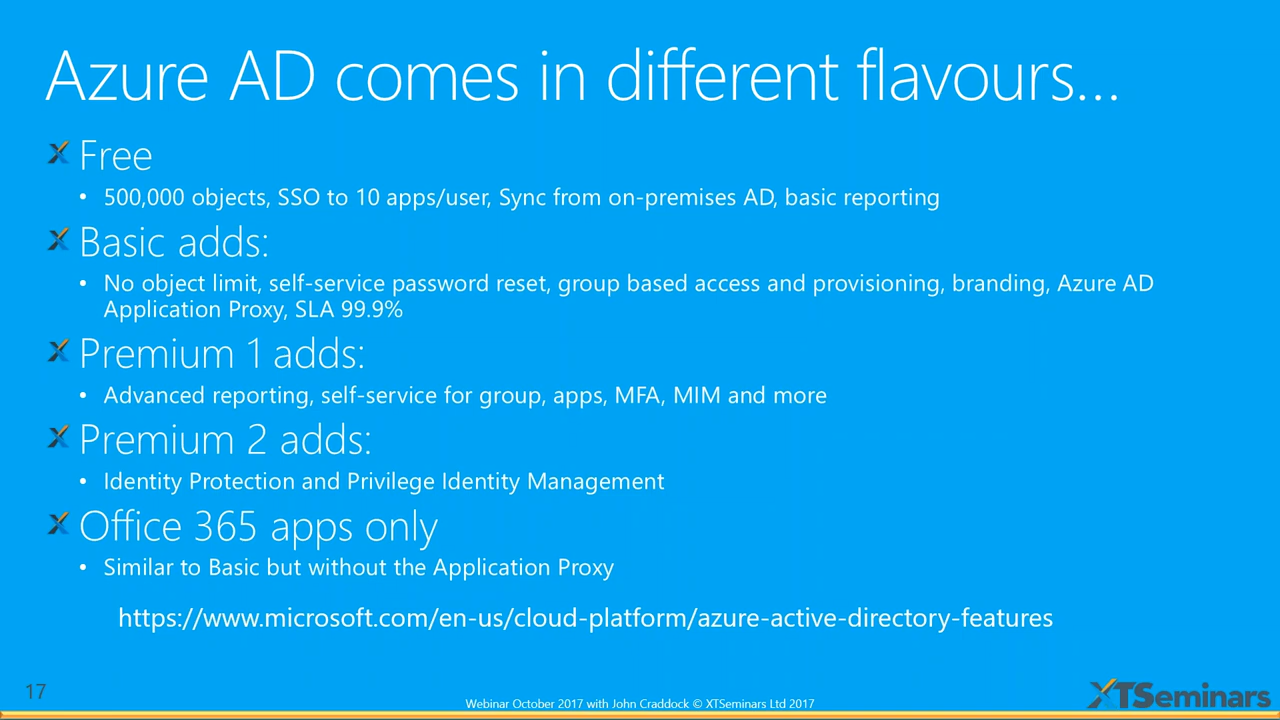 Azure AD comes in different flavours...
Free
• 500,000 objects, SSO to 10 apps/user, Sync from on-premises AD, basic reporting
Basic adds:
• No object limit, self-service password reset, group based access and provisioning, branding, Azure AD
Application Proxy, SLA 99.9%
Premium 1 adds:
• Advanced reporting, self-service for group, apps, MFA, MIM and more
Premium 2 adds:
• Identity Protection and Privilege Identity Management
Office 365 apps only
• Similar to Basic but without the Application Proxy
https://www.microsoft.com/en-us/cloud-platform/azure-active-directory-features
17
Webinar October 2017 with John Craddock © XTSeminars Ltd 2017
XTSeminars